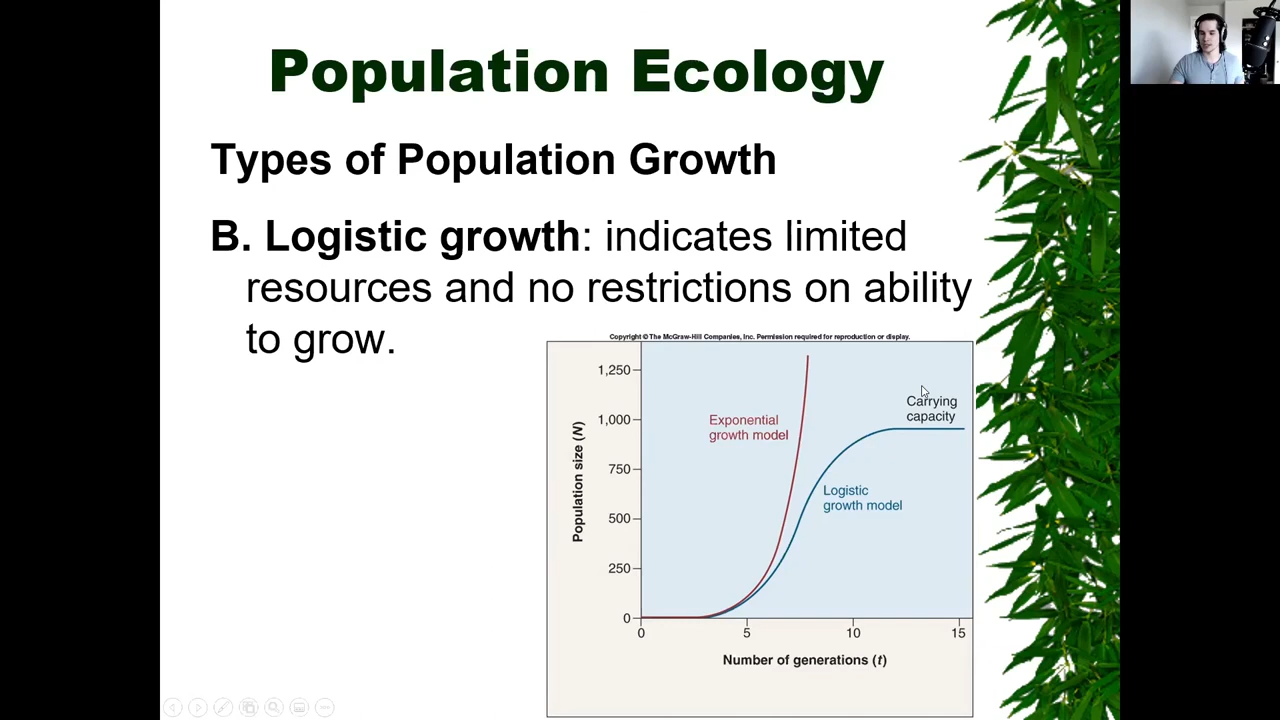 Population Ecology
Types of Population Growth
B. Logistic growth: indicates limited
resources and no restrictions on ability
to grow.
Copyright © The McGraw-Hill Companies, Inc. Permission required for reproduction or display.
1,250
1,000
750
500
250
0
Population size (N)
Exponential
growth model
Carrying
capacity
Logistic
growth model
0
5
10
15
Number of generations (t)